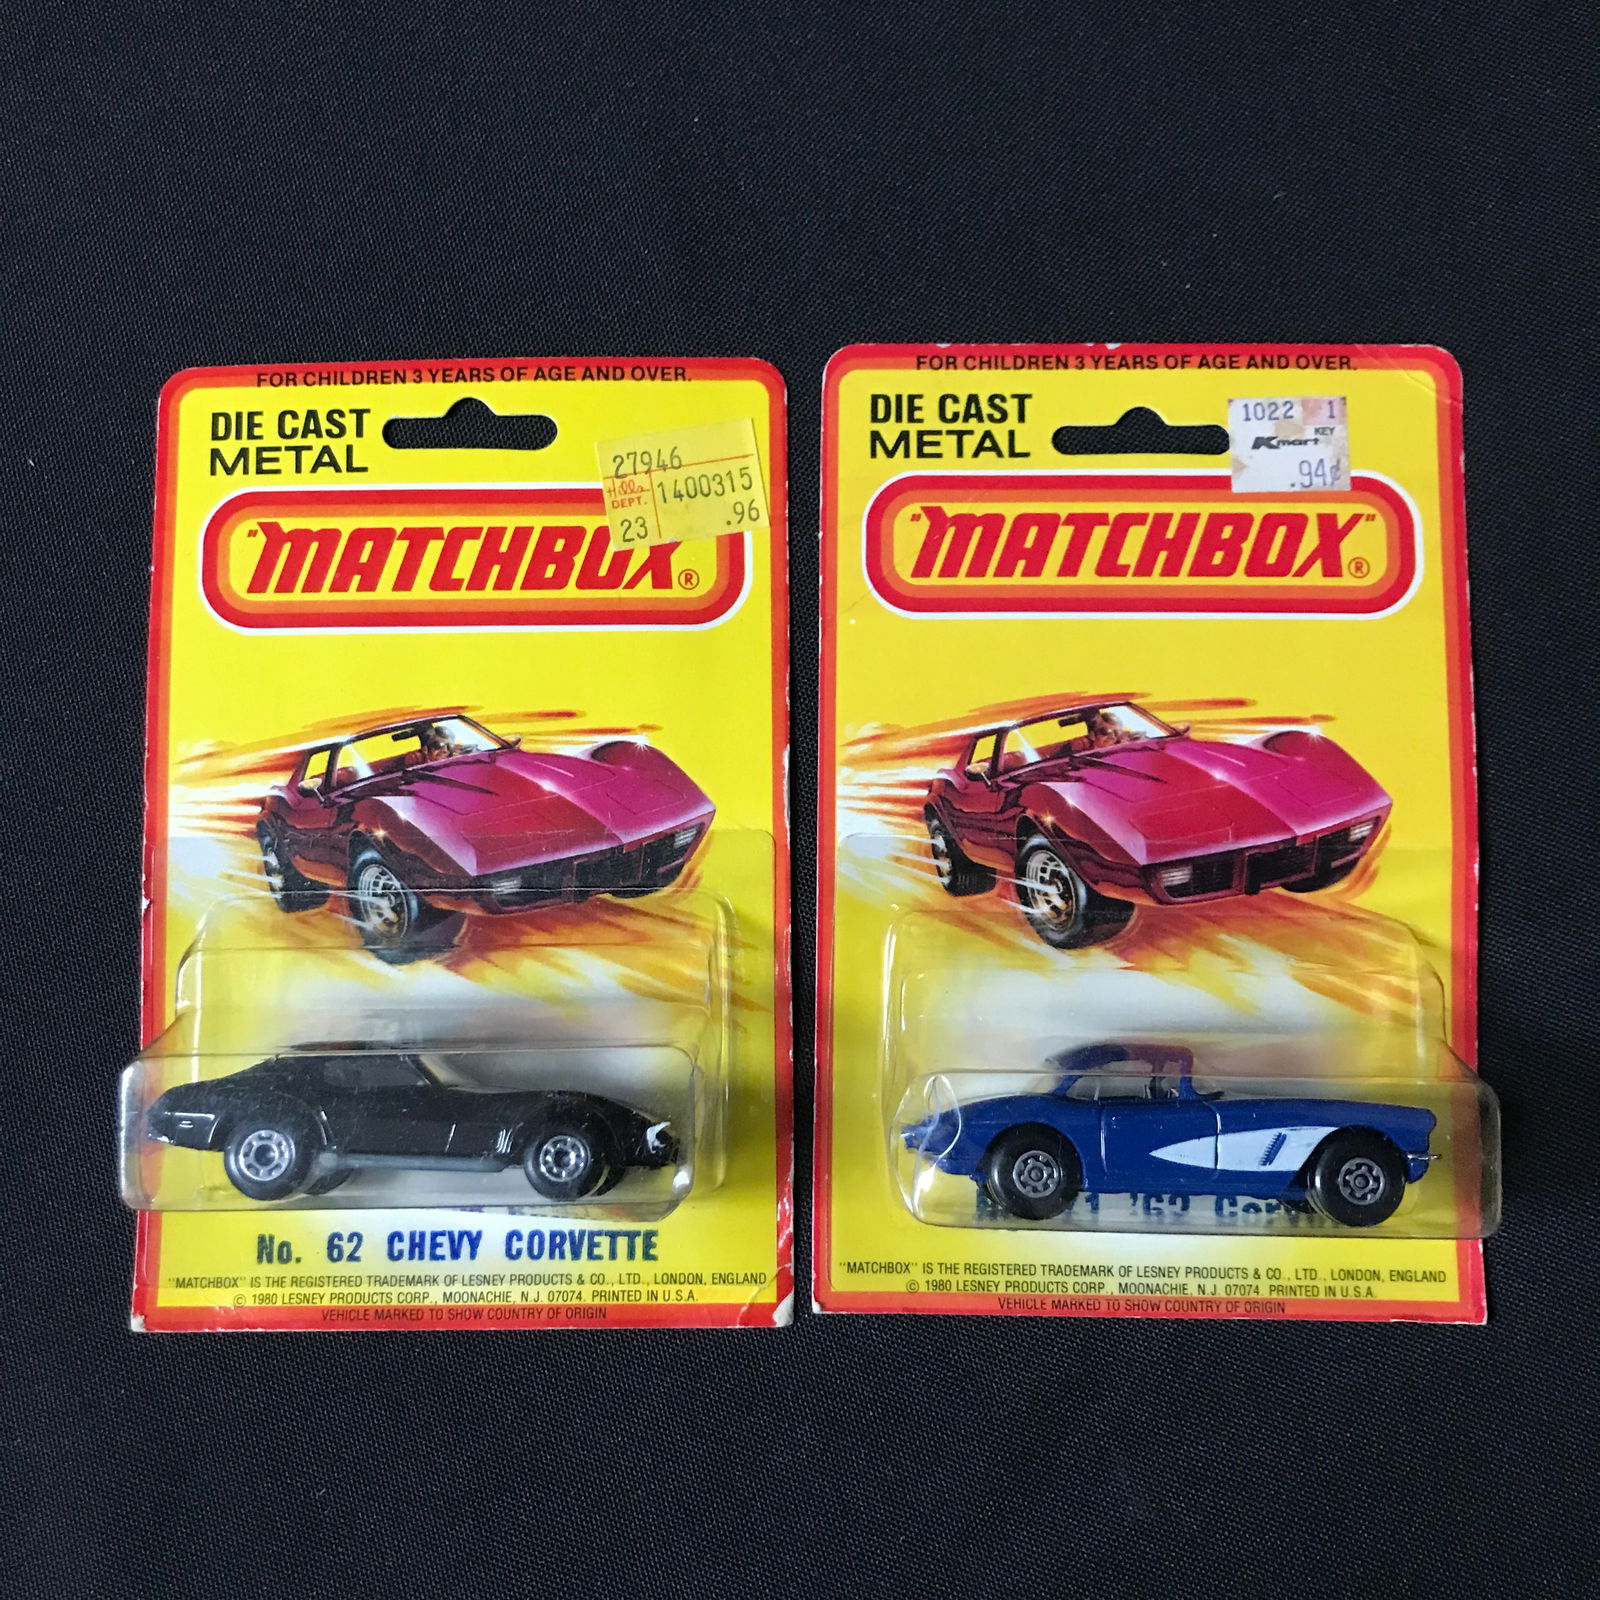 FOR CHILDREN 3 YEARS OF AGE AND OVER.
DIE CAST
METAL
27946
Hills
DEPT.
1400315
23
.96
"MATCHBOX"®
No. 62 CHEVY CORVETTE
"MATCHBOX" IS THE REGISTERED TRADEMARK OF LESNEY PRODUCTS & CO., LTD., LONDON, ENGLAND
© 1980 LESNEY PRODUCTS CORP., MOONACHIE, N.J. 07074. PRINTED IN U.S.A.
VEHICLE MARKED TO SHOW COUNTRY OF ORIGIN
FOR CHILDREN 3 YEARS OF AGE AND OVER.
DIE CAST
METAL
1022 1
KEY
Kmart
.94¢
"MATCHBOX"®
'62
"MATCHBOX" IS THE REGISTERED TRADEMARK OF LESNEY PRODUCTS & CO., LTD., LONDON, ENGLAND
© 1980 LESNEY PRODUCTS CORP., MOONACHIE, N.J. 07074. PRINTED IN U.S.A.
VEHICLE MARKED TO SHOW COUNTRY OF ORIGIN